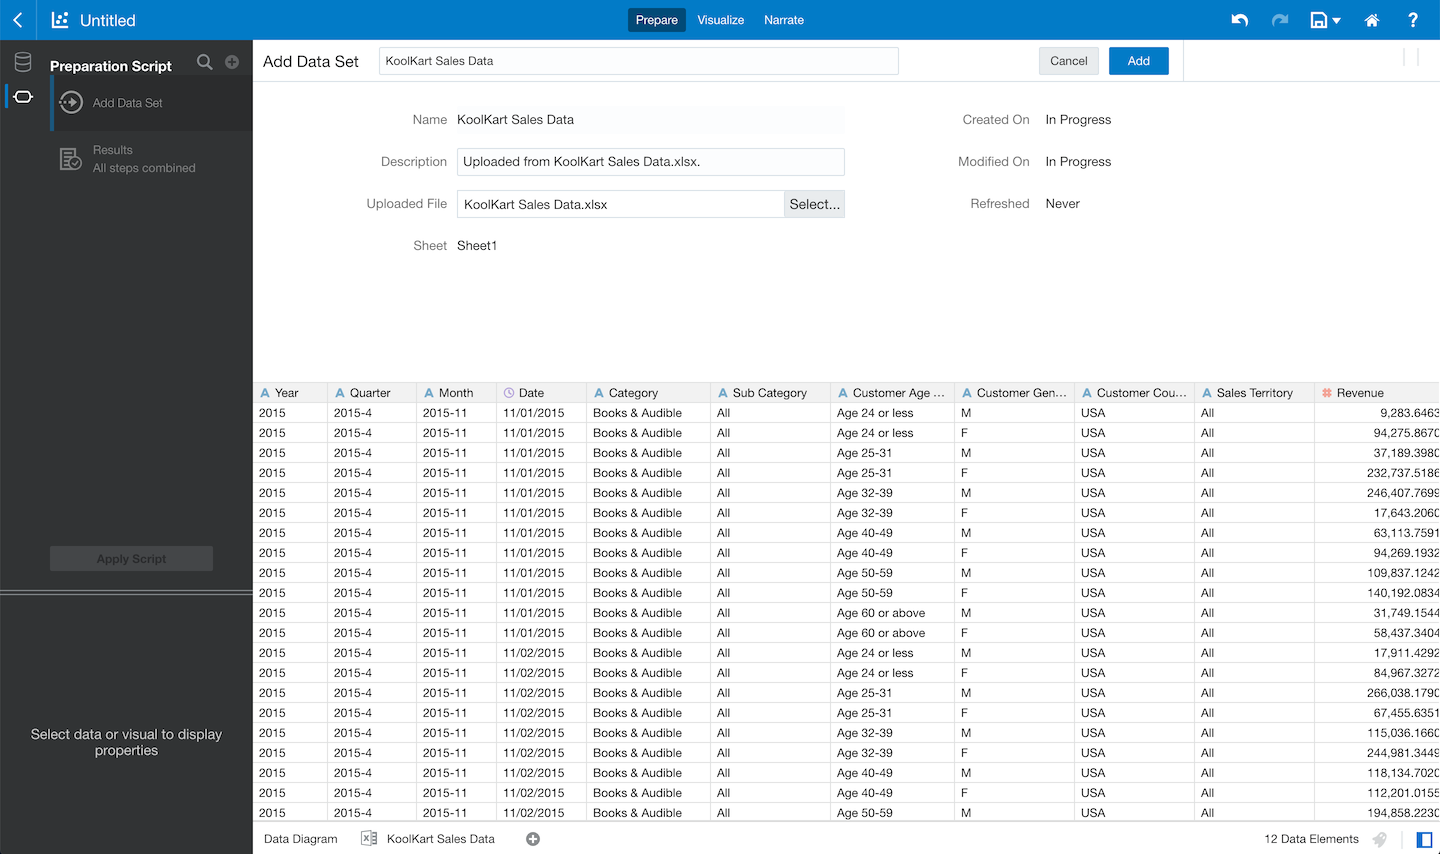 Untitled
Prepare Visualize Narrate
?
Preparation Script
Add Data Set
Results
All steps combined
Apply Script
Select data or visual to display
properties
Add Data Set KoolKart Sales Data Cancel Add
Name KoolKart Sales Data Created On In Progress
Description Uploaded from KoolKart Sales Data.xlsx. Modified On In Progress
Uploaded File KoolKart Sales Data.xlsx Select... Refreshed Never
Sheet Sheet1
A Year A Quarter A Month Date A Category A Sub Category A Customer Age ... A Customer Gen... A Customer Cou... A Sales Territory # Revenue
2015 2015-4 2015-11 11/01/2015 Books & Audible All Age 24 or less M USA All 9,283.6463
2015 2015-4 2015-11 11/01/2015 Books & Audible All Age 24 or less F USA All 94,275.8670
2015 2015-4 2015-11 11/01/2015 Books & Audible All Age 25-31 M USA All 37,189.3980
2015 2015-4 2015-11 11/01/2015 Books & Audible All Age 25-31 F USA All 232,737.5186
2015 2015-4 2015-11 11/01/2015 Books & Audible All Age 32-39 M USA All 246,407.7699
2015 2015-4 2015-11 11/01/2015 Books & Audible All Age 32-39 F USA All 17,643.2060
2015 2015-4 2015-11 11/01/2015 Books & Audible All Age 40-49 M USA All 63,113.7591
2015 2015-4 2015-11 11/01/2015 Books & Audible All Age 40-49 F USA All 94,269.1932
2015 2015-4 2015-11 11/01/2015 Books & Audible All Age 50-59 M USA All 109,837.1242
2015 2015-4 2015-11 11/01/2015 Books & Audible All Age 50-59 F USA All 140,192.0834
2015 2015-4 2015-11 11/01/2015 Books & Audible All Age 60 or above M USA All 31,749.1544
2015 2015-4 2015-11 11/01/2015 Books & Audible All Age 60 or above F USA All 58,437.3404
2015 2015-4 2015-11 11/02/2015 Books & Audible All Age 24 or less M USA All 17,911.4292
2015 2015-4 2015-11 11/02/2015 Books & Audible All Age 24 or less F USA All 84,967.3272
2015 2015-4 2015-11 11/02/2015 Books & Audible All Age 25-31 M USA All 266,038.1790
2015 2015-4 2015-11 11/02/2015 Books & Audible All Age 25-31 F USA All 67,455.6351
2015 2015-4 2015-11 11/02/2015 Books & Audible All Age 32-39 M USA All 115,036.1660
2015 2015-4 2015-11 11/02/2015 Books & Audible All Age 32-39 F USA All 244,981.3449
2015 2015-4 2015-11 11/02/2015 Books & Audible All Age 40-49 M USA All 118,134.7020
2015 2015-4 2015-11 11/02/2015 Books & Audible All Age 40-49 F USA All 112,201.0155
2015 2015-4 2015-11 11/02/2015 Books & Audible All Age 50-59 M USA All 194,858.2230
Data Diagram KoolKart Sales Data 12 Data Elements